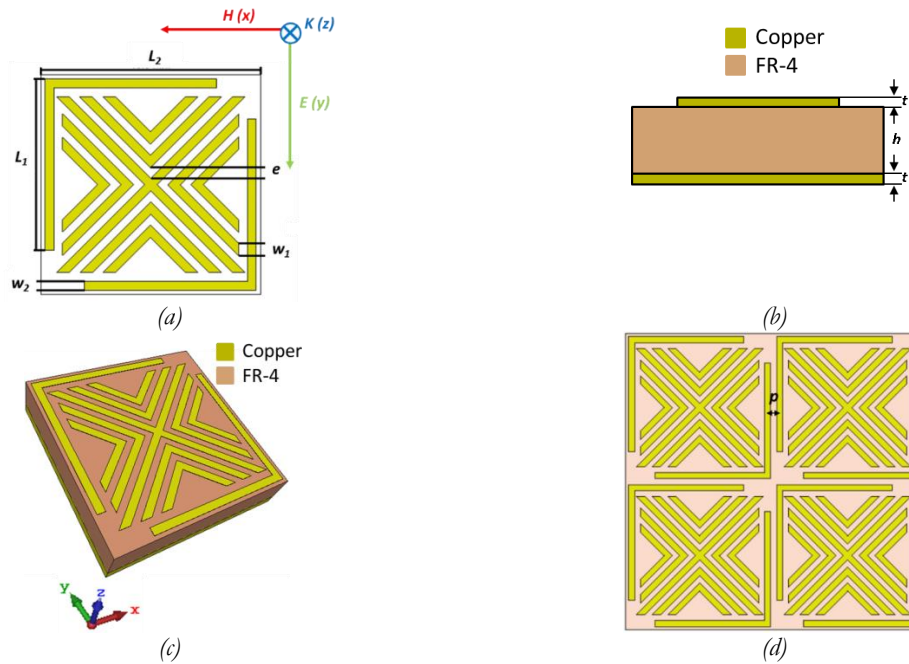 H (x)
K (z)
L₂
E (y)
L₁
e
w₁
w₂
(a)
Copper
FR-4
t
h
t
(b)
Copper
FR-4
y
z
x
(c)
p
(d)